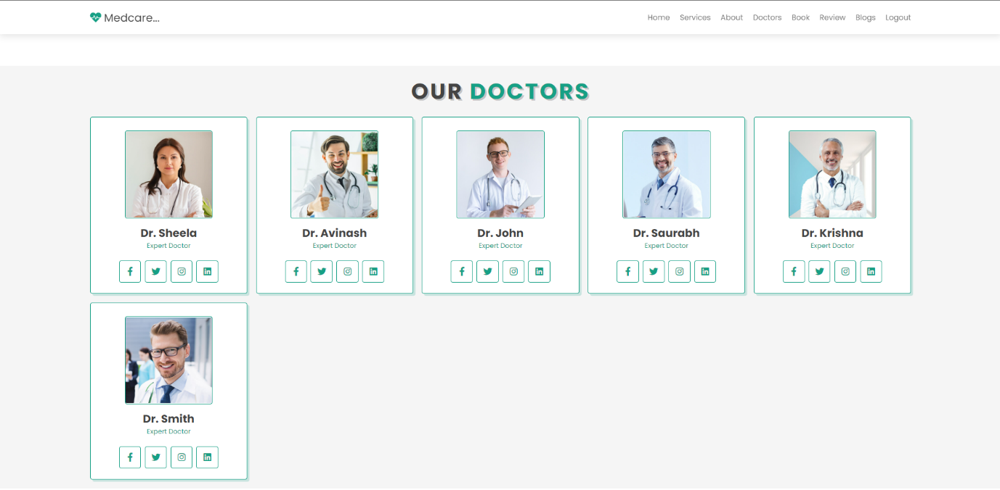 Medcare... Home Services About Doctors Book Review Blogs Logout
OUR DOCTORS
Dr. Sheela Dr. Avinash Dr. John Dr. Saurabh Dr. Krishna
Expert Doctor Expert Doctor Expert Doctor Expert Doctor Expert Doctor
Dr. Smith
Expert Doctor